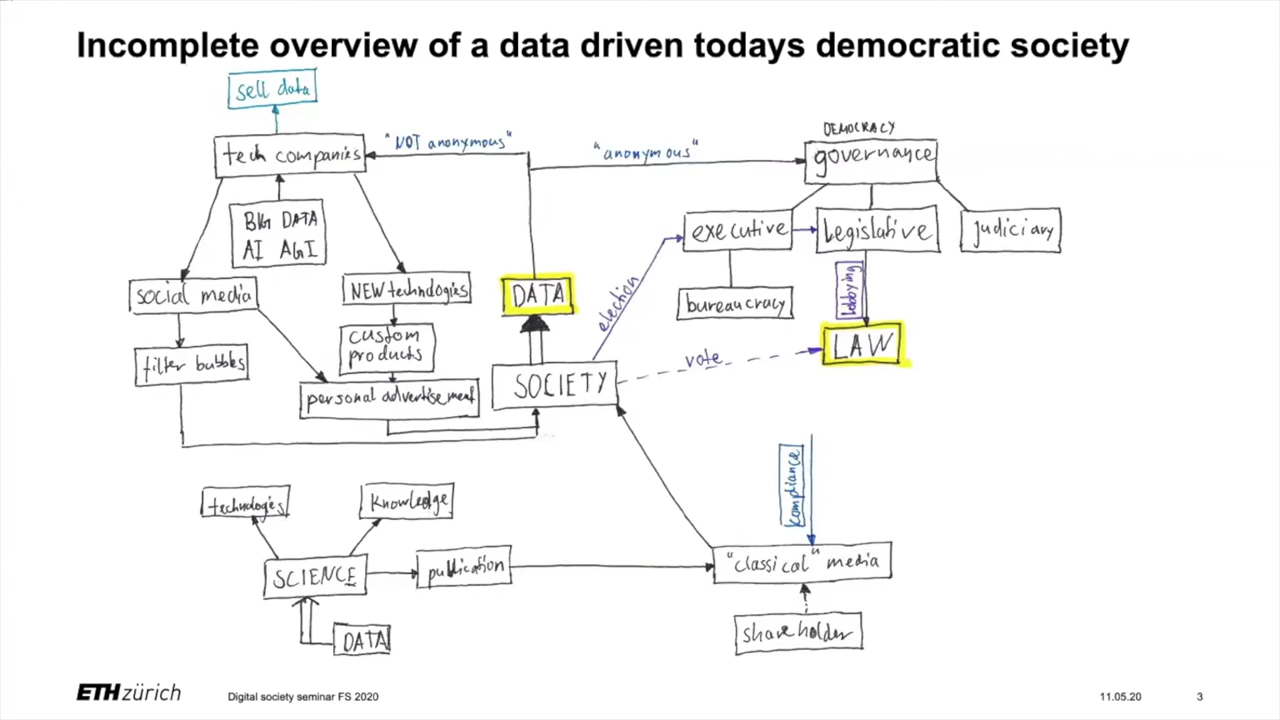 Incomplete overview of a data driven todays democratic society
sell data
"NOT anonymous"
"anonymous"
DEMOCRACY
tech companies
governance
BIG DATA
AI AGI
executive
legislative
judiciary
social media
NEW technologies
DATA
election
bureaucracy
lobbying
filter bubbles
custom
products
personal advertisement
SOCIETY
vote
LAW
technologies
knowledge
compliance
SCIENCE
publication
"classical" media
DATA
shareholder
ETH zürich
Digital society seminar FS 2020
11.05.20
3